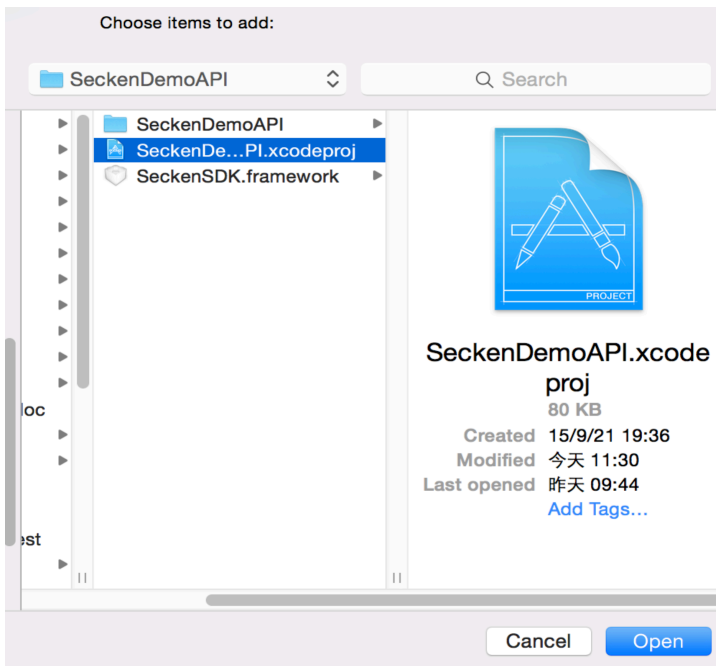 Choose items to add:
SeckenDemoAPI
Search
SeckenDemoAPI
SeckenDe...PI.xcodeproj
SeckenSDK.framework
PROJECT
SeckenDemoAPI.xcode
proj
80 KB
Created 15/9/21 19:36
Modified 今天 11:30
Last opened 昨天 09:44
Add Tags...
loc
est
Cancel
Open